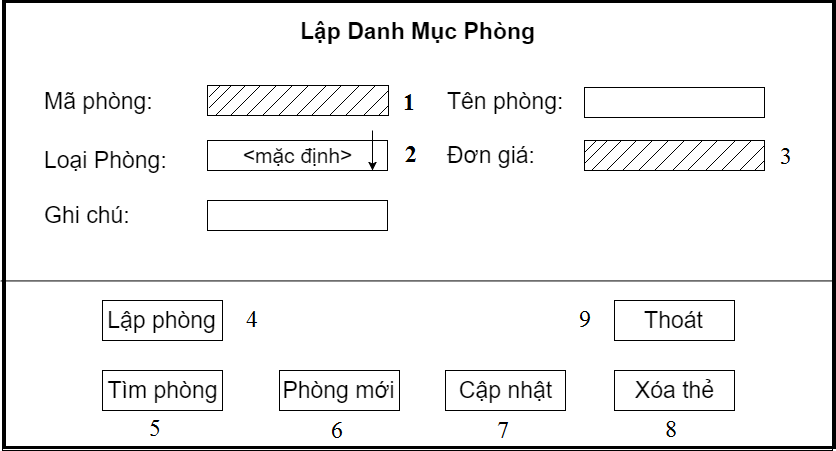 Lập Danh Mục Phòng
Mã phòng: 1 Tên phòng:
Loại Phòng: <mặc định> 2 Đơn giá: 3
Ghi chú:
Lập phòng 4 9 Thoát
Tìm phòng Phòng mới Cập nhật Xóa thẻ
5 6 7 8